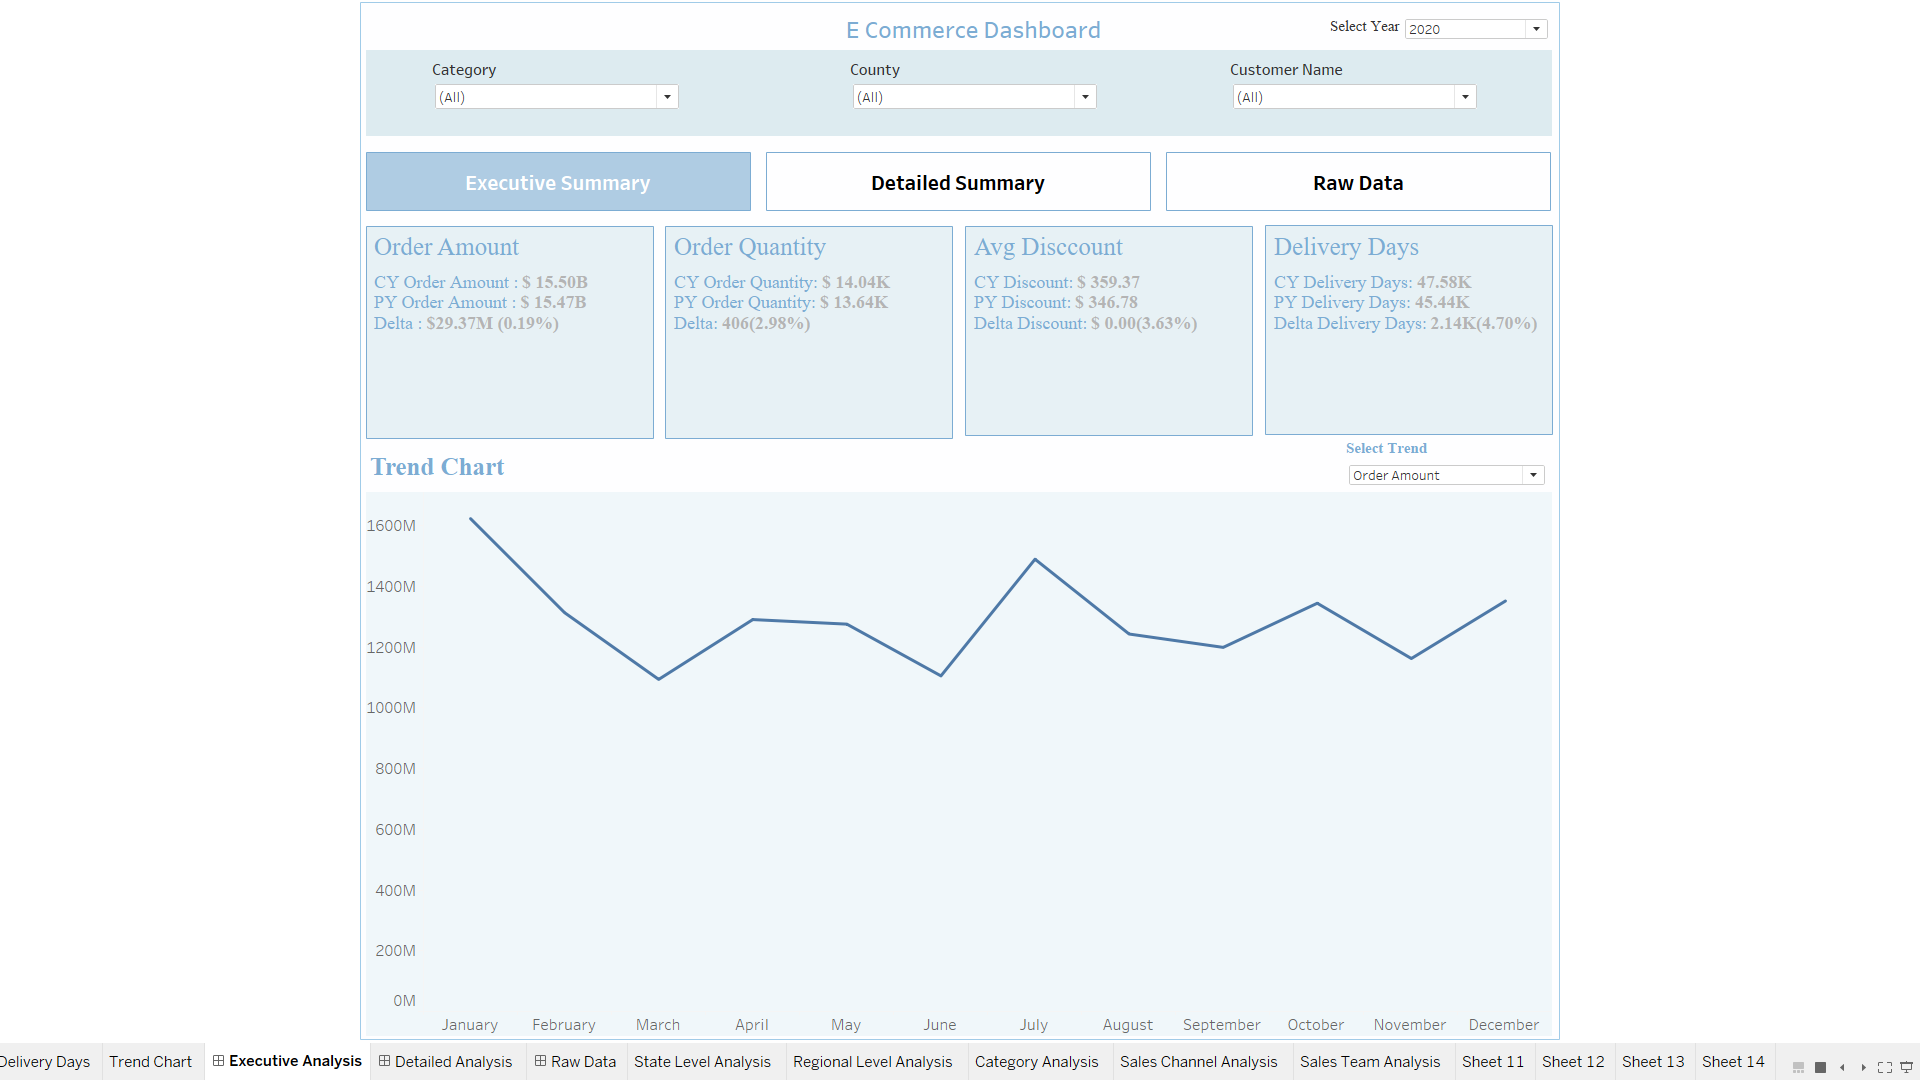 E Commerce Dashboard
Select Year 2020
Category County Customer Name
(All) (All) (All)
Executive Summary Detailed Summary Raw Data
Order Amount
CY Order Amount : $ 15.50B
PY Order Amount : $ 15.47B
Delta : $29.37M (0.19%)
Order Quantity
CY Order Quantity: $ 14.04K
PY Order Quantity: $ 13.64K
Delta: 406(2.98%)
Avg Disccount
CY Discount: $ 359.37
PY Discount: $ 346.78
Delta Discount: $ 0.00(3.63%)
Delivery Days
CY Delivery Days: 47.58K
PY Delivery Days: 45.44K
Delta Delivery Days: 2.14K(4.70%)
Trend Chart
Select Trend
Order Amount
1600M
1400M
1200M
1000M
800M
600M
400M
200M
0M
January February March April May June July August September October November December
Delivery Days Trend Chart Executive Analysis Detailed Analysis Raw Data State Level Analysis Regional Level Analysis Category Analysis Sales Channel Analysis Sales Team Analysis Sheet 11 Sheet 12 Sheet 13 Sheet 14